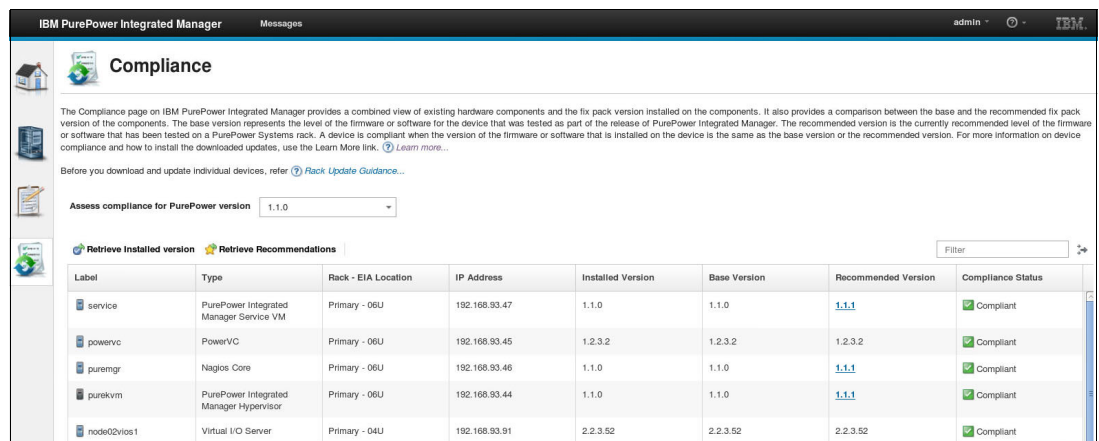 IBM PurePower Integrated Manager Messages admin IBM.
Compliance
The Compliance page on IBM PurePower Integrated Manager provides a combined view of existing hardware components and the fix pack version installed on the components. It also provides a comparison between the base and the recommended fix pack
version of the components. The base version represents the level of the firmware or software for the device that was tested as part of the release of PurePower Integrated Manager. The recommended version is the currently recommended level of the firmware
or software that has been tested on a PurePower Systems rack. A device is compliant when the version of the firmware or software that is installed on the device is the same as the base version or the recommended version. For more information on device
compliance and how to install the downloaded updates, use the Learn More link. ? Learn more...
Before you download and update individual devices, refer ? Rack Update Guidance...
Assess compliance for PurePower version 1.1.0
Retrieve Installed version Retrieve Recommendations Filter
Label Type Rack - EIA Location IP Address Installed Version Base Version Recommended Version Compliance Status
service PurePower Integrated Primary - 06U 192.168.93.47 1.1.0 1.1.0 1.1.1 Compliant
Manager Service VM
powervc PowerVC Primary - 06U 192.168.93.45 1.2.3.2 1.2.3.2 1.2.3.2 Compliant
puremgr Nagios Core Primary - 06U 192.168.93.46 1.1.0 1.1.0 1.1.1 Compliant
purekvm PurePower Integrated Primary - 06U 192.168.93.44 1.1.0 1.1.0 1.1.1 Compliant
Manager Hypervisor
node02vios1 Virtual I/O Server Primary - 04U 192.168.93.91 2.2.3.52 2.2.3.52 2.2.3.52 Compliant